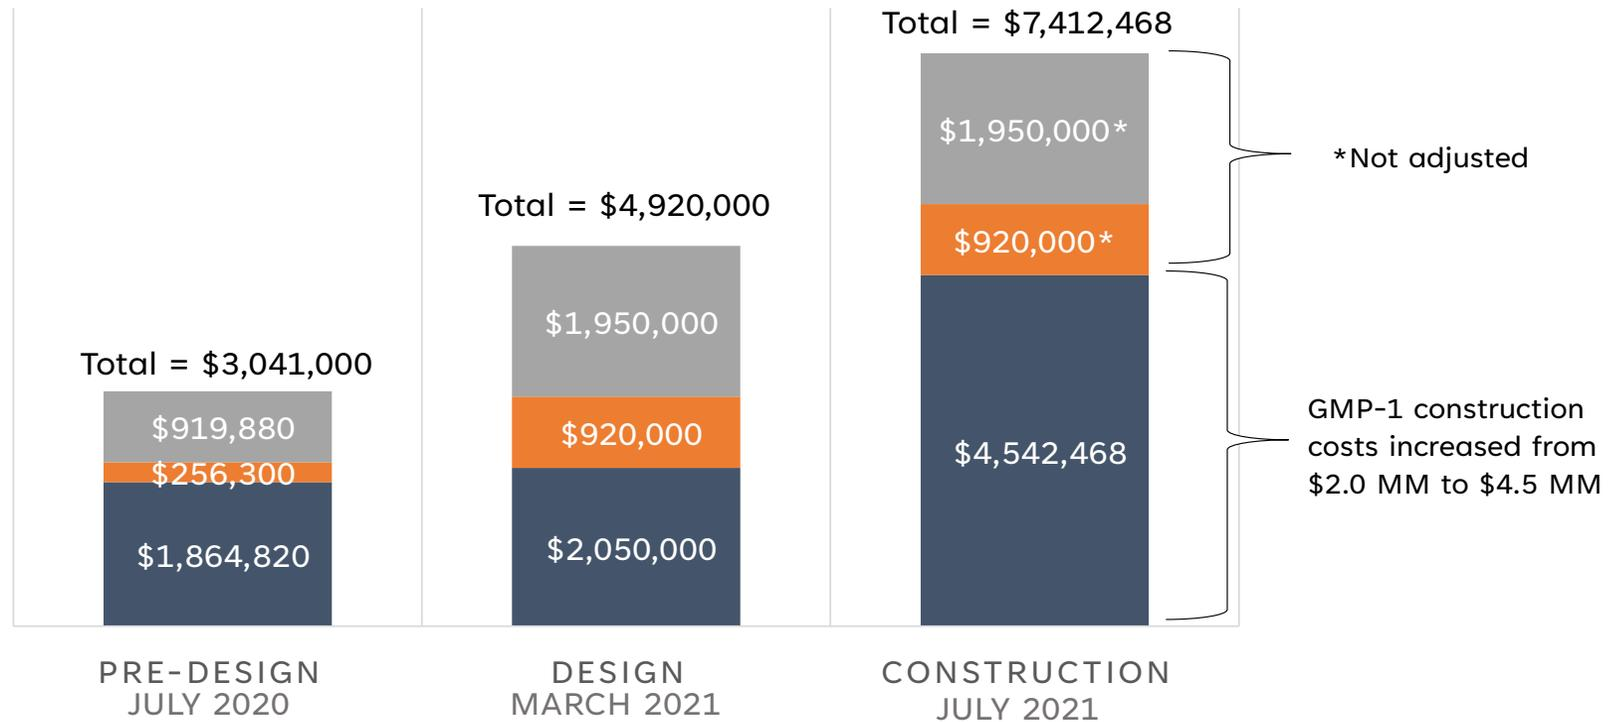 Total = $7,412,468
$1,950,000*
*Not adjusted
Total = $4,920,000
$920,000*
$1,950,000
Total = $3,041,000
$919,880
$920,000
$256,300
GMP-1 construction
costs increased from
$2.0 MM to $4.5 MM
$4,542,468
$1,864,820
$2,050,000
PRE-DESIGN
JULY 2020
DESIGN
MARCH 2021
CONSTRUCTION
JULY 2021